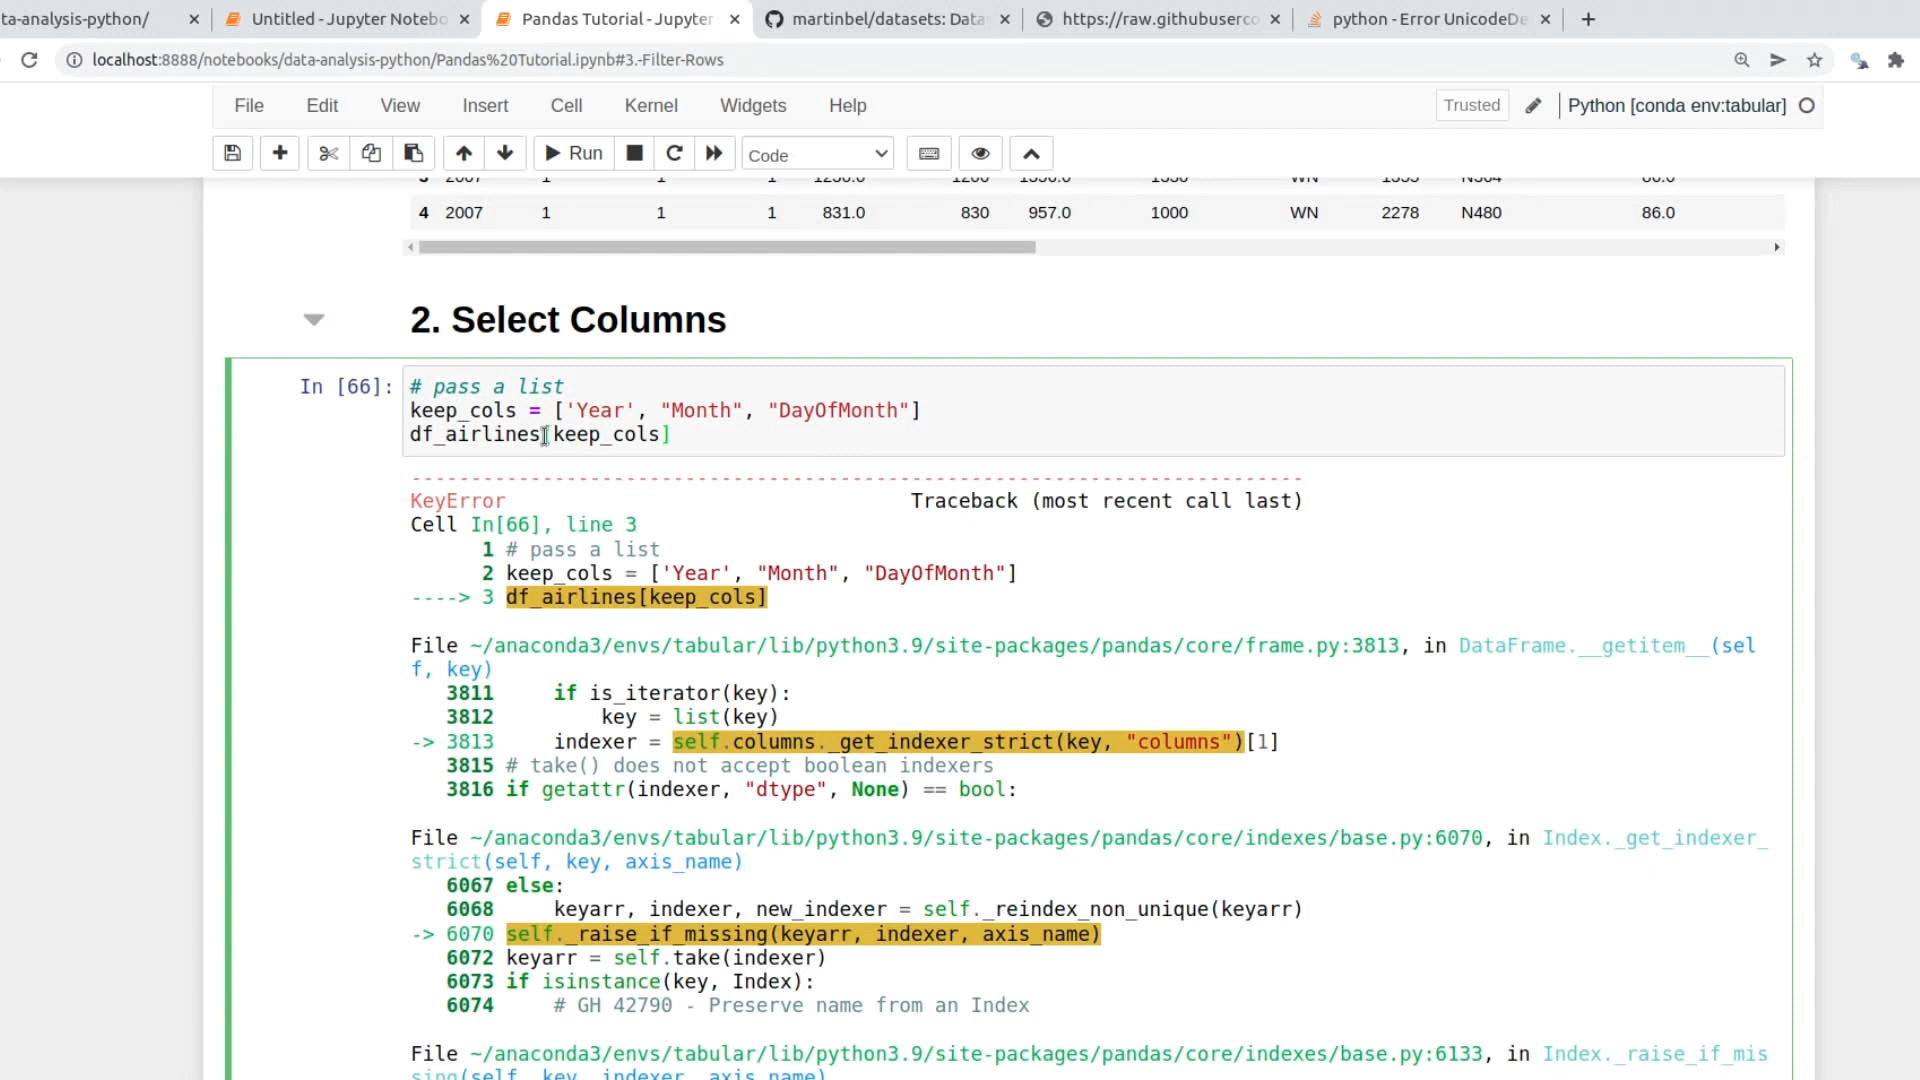 ta-analysis-python/
Untitled - Jupyter Notebo
Pandas Tutorial - Jupyter
martinbel/datasets: Data
https://raw.githubuserco
python - Error UnicodeDe
localhost:8888/notebooks/data-analysis-python/Pandas%20Tutorial.ipynb#3.-Filter-Rows
File Edit View Insert Cell Kernel Widgets Help
Trusted
Python [conda env:tabular]
Run
Code
4 2007 1 1 1 831.0 830 957.0 1000 WN 2278 N480 86.0
2. Select Columns
In [66]:
# pass a list
keep_cols = ['Year', "Month", "DayOfMonth"]
df_airlines[keep_cols]
---------------------------------------------------------------------------
KeyError Traceback (most recent call last)
Cell In[66], line 3
1 # pass a list
2 keep_cols = ['Year', "Month", "DayOfMonth"]
----> 3 df_airlines[keep_cols]
File ~/anaconda3/envs/tabular/lib/python3.9/site-packages/pandas/core/frame.py:3813, in DataFrame.__getitem__(sel
f, key)
3811 if is_iterator(key):
3812 key = list(key)
-> 3813 indexer = self.columns._get_indexer_strict(key, "columns")[1]
3815 # take() does not accept boolean indexers
3816 if getattr(indexer, "dtype", None) == bool:
File ~/anaconda3/envs/tabular/lib/python3.9/site-packages/pandas/core/indexes/base.py:6070, in Index._get_indexer_
strict(self, key, axis_name)
6067 else:
6068 keyarr, indexer, new_indexer = self._reindex_non_unique(keyarr)
-> 6070 self._raise_if_missing(keyarr, indexer, axis_name)
6072 keyarr = self.take(indexer)
6073 if isinstance(key, Index):
6074 # GH 42790 - Preserve name from an Index
File ~/anaconda3/envs/tabular/lib/python3.9/site-packages/pandas/core/indexes/base.py:6133, in Index._raise_if_mis
sing(self, key, indexer, axis_name)